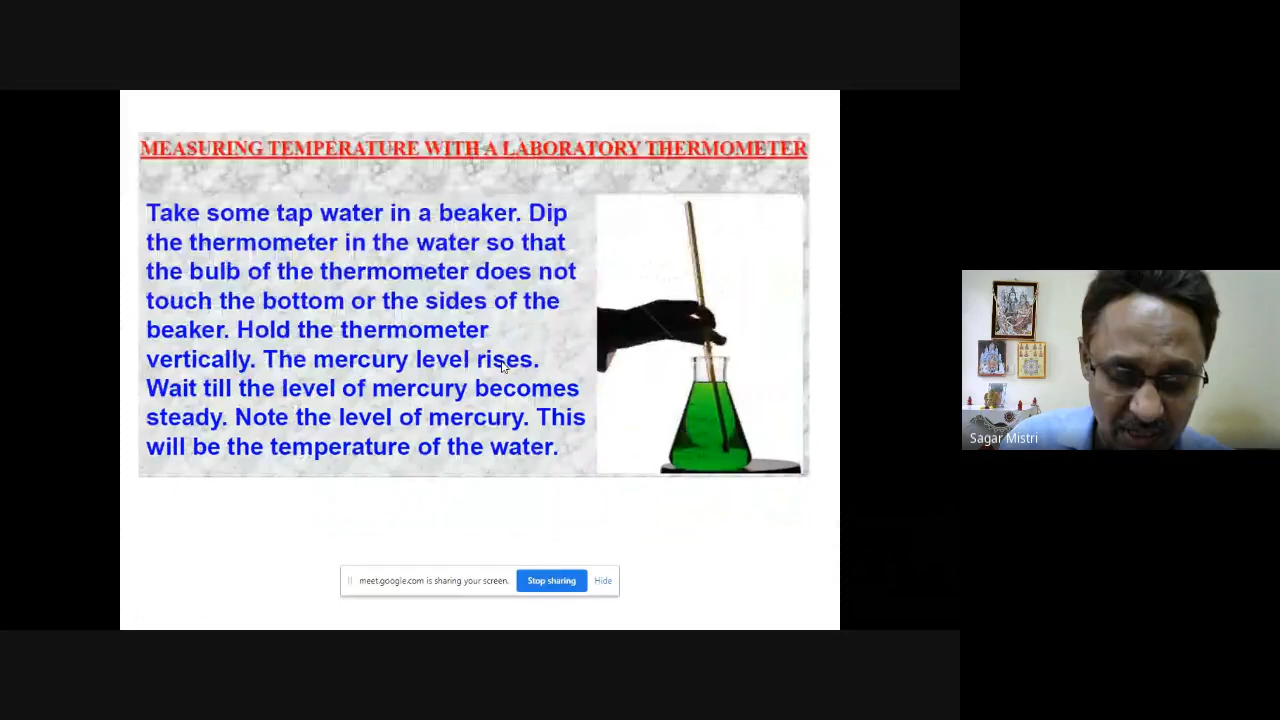 MEASURING TEMPERATURE WITH A LABORATORY THERMOMETER
Take some tap water in a beaker. Dip
the thermometer in the water so that
the bulb of the thermometer does not
touch the bottom or the sides of the
beaker. Hold the thermometer
vertically. The mercury level rises.
Wait till the level of mercury becomes
steady. Note the level of mercury. This
will be the temperature of the water.
meet.google.com is sharing your screen.
Stop sharing
Hide
Sagar Mistri